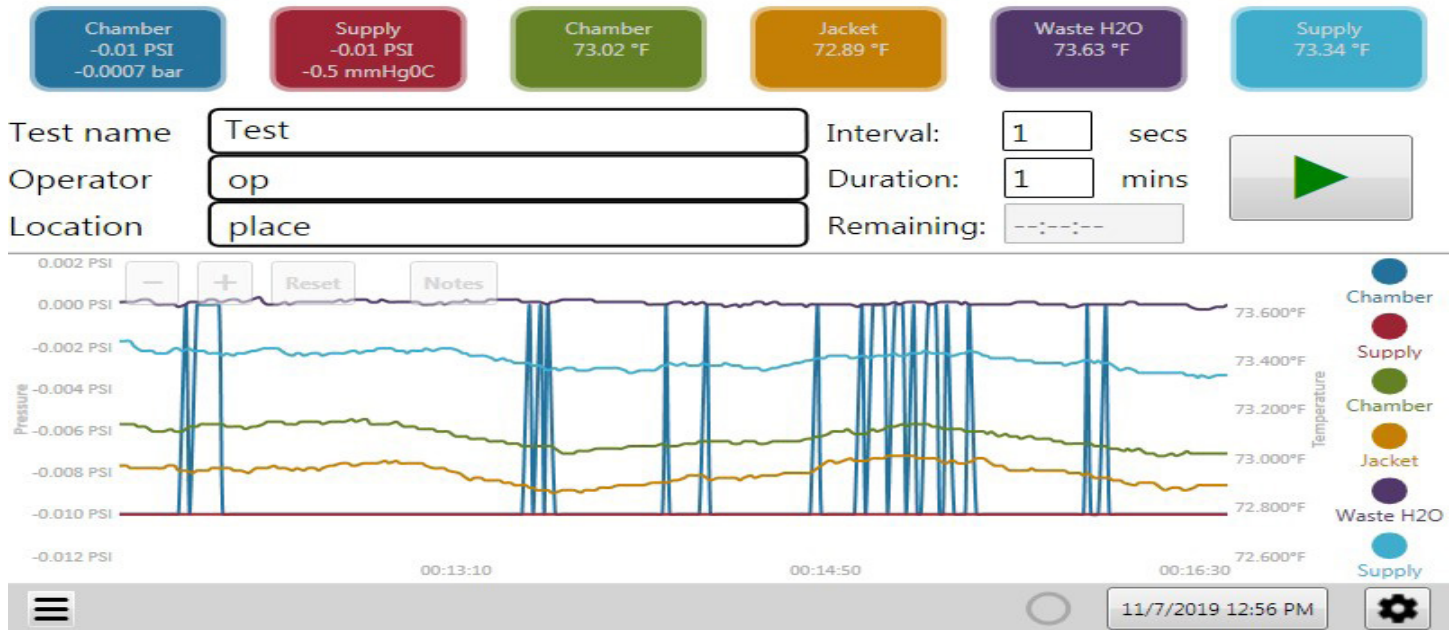 Chamber
-0.01 PSI
-0.0007 bar
Supply
-0.01 PSI
-0.5 mmHg0C
Chamber
73.02 °F
Jacket
72.89 °F
Waste H2O
73.63 °F
Supply
73.34 °F
Test name Test
Interval: 1 secs
Operator op
Duration: 1 mins
Location place
Remaining: --:--:--
− + Reset Notes
Pressure
0.002 PSI
0.000 PSI
-0.002 PSI
-0.004 PSI
-0.006 PSI
-0.008 PSI
-0.010 PSI
-0.012 PSI
00:13:10 00:14:50 00:16:30
73.600°F
73.400°F
73.200°F
73.000°F
72.800°F
72.600°F
Temperature
Chamber
Supply
Chamber
Jacket
Waste H2O
Supply
11/7/2019 12:56 PM